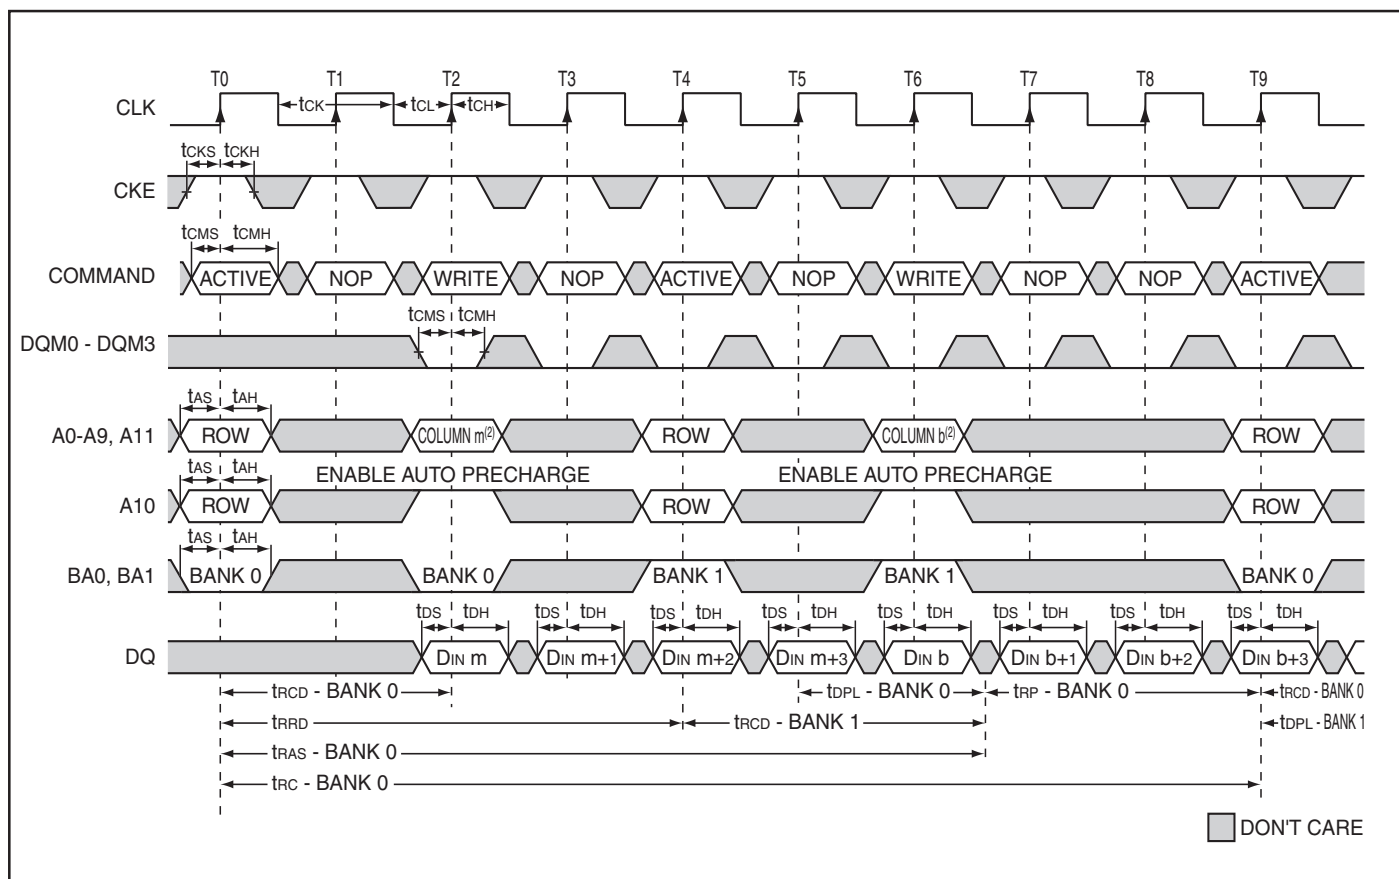 T0 T1 T2 T3 T4 T5 T6 T7 T8 T9
CLK tCK tCL tCH
tCKS tCKH
CKE
tCMS tCMH
COMMAND ACTIVE NOP WRITE NOP ACTIVE NOP WRITE NOP NOP ACTIVE
tCMS tCMH
DQM0 - DQM3
tAS tAH
A0-A9, A11 ROW COLUMN m(2) ROW COLUMN b(2) ROW
tAS tAH ENABLE AUTO PRECHARGE ENABLE AUTO PRECHARGE
A10 ROW ROW ROW
tAS tAH
BA0, BA1 BANK 0 BANK 0 BANK 1 BANK 1 BANK 0
tDS tDH tDS tDH tDS tDH tDS tDH tDS tDH tDS tDH tDS tDH tDS tDH
DQ DIN m DIN m+1 DIN m+2 DIN m+3 DIN b DIN b+1 DIN b+2 DIN b+3
tRCD - BANK 0 tDPL - BANK 0 tRP - BANK 0 tRCD - BANK 0
tRRD tRCD - BANK 1 tDPL - BANK 1
tRAS - BANK 0
tRC - BANK 0
DON'T CARE